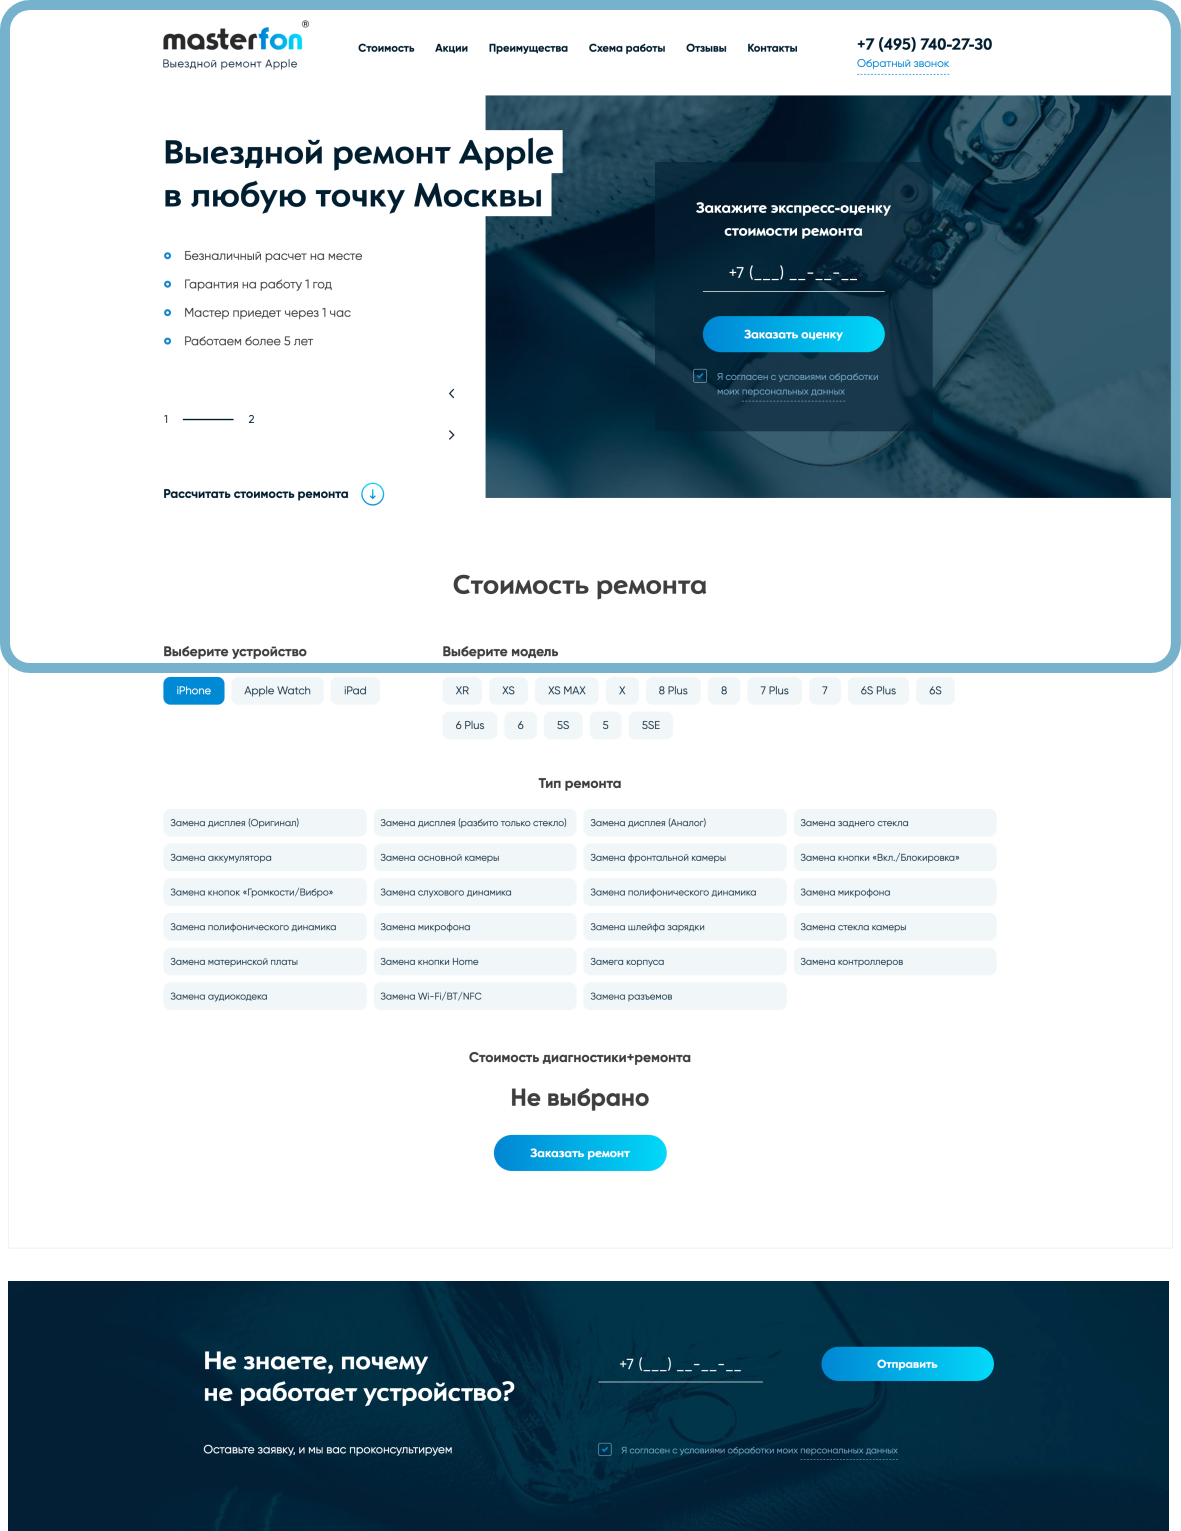 masterfon®
Выездной ремонт Apple
Стоимость
Акции
Преимущества
Схема работы
Отзывы
Контакты
+7 (495) 740-27-30
Обратный звонок
Выездной ремонт Apple
в любую точку Москвы
Безналичный расчет на месте
Гарантия на работу 1 год
Мастер приедет через 1 час
Работаем более 5 лет
1
2
Рассчитать стоимость ремонта
Закажите экспресс-оценку
стоимости ремонта
+7 (___) __-__-__
Заказать оценку
Я согласен с условиями обработки
моих персональных данных
Стоимость ремонта
Выберите устройство
iPhone
Apple Watch
iPad
Выберите модель
XR
XS
XS MAX
X
8 Plus
8
7 Plus
7
6S Plus
6S
6 Plus
6
5S
5
5SE
Тип ремонта
Замена дисплея (Оригинал)
Замена дисплея (разбито только стекло)
Замена дисплея (Аналог)
Замена заднего стекла
Замена аккумулятора
Замена основной камеры
Замена фронтальной камеры
Замена кнопки «Вкл./Блокировка»
Замена кнопок «Громкости/Вибро»
Замена слухового динамика
Замена полифонического динамика
Замена микрофона
Замена полифонического динамика
Замена микрофона
Замена шлейфа зарядки
Замена стекла камеры
Замена материнской платы
Замена кнопки Home
Замега корпуса
Замена контроллеров
Замена аудиокодека
Замена Wi-Fi/BT/NFC
Замена разъемов
Стоимость диагностики+ремонта
Не выбрано
Заказать ремонт
Не знаете, почему
не работает устройство?
Оставьте заявку, и мы вас проконсультируем
+7 (___) __-__-__
Отправить
Я согласен с условиями обработки моих персональных данных